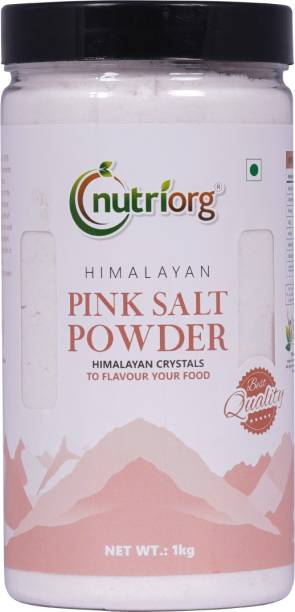 nutriorg®
HIMALAYAN
PINK SALT
POWDER
HIMALAYAN CRYSTALS
TO FLAVOUR YOUR FOOD
Best
Quality
NET WT.: 1kg